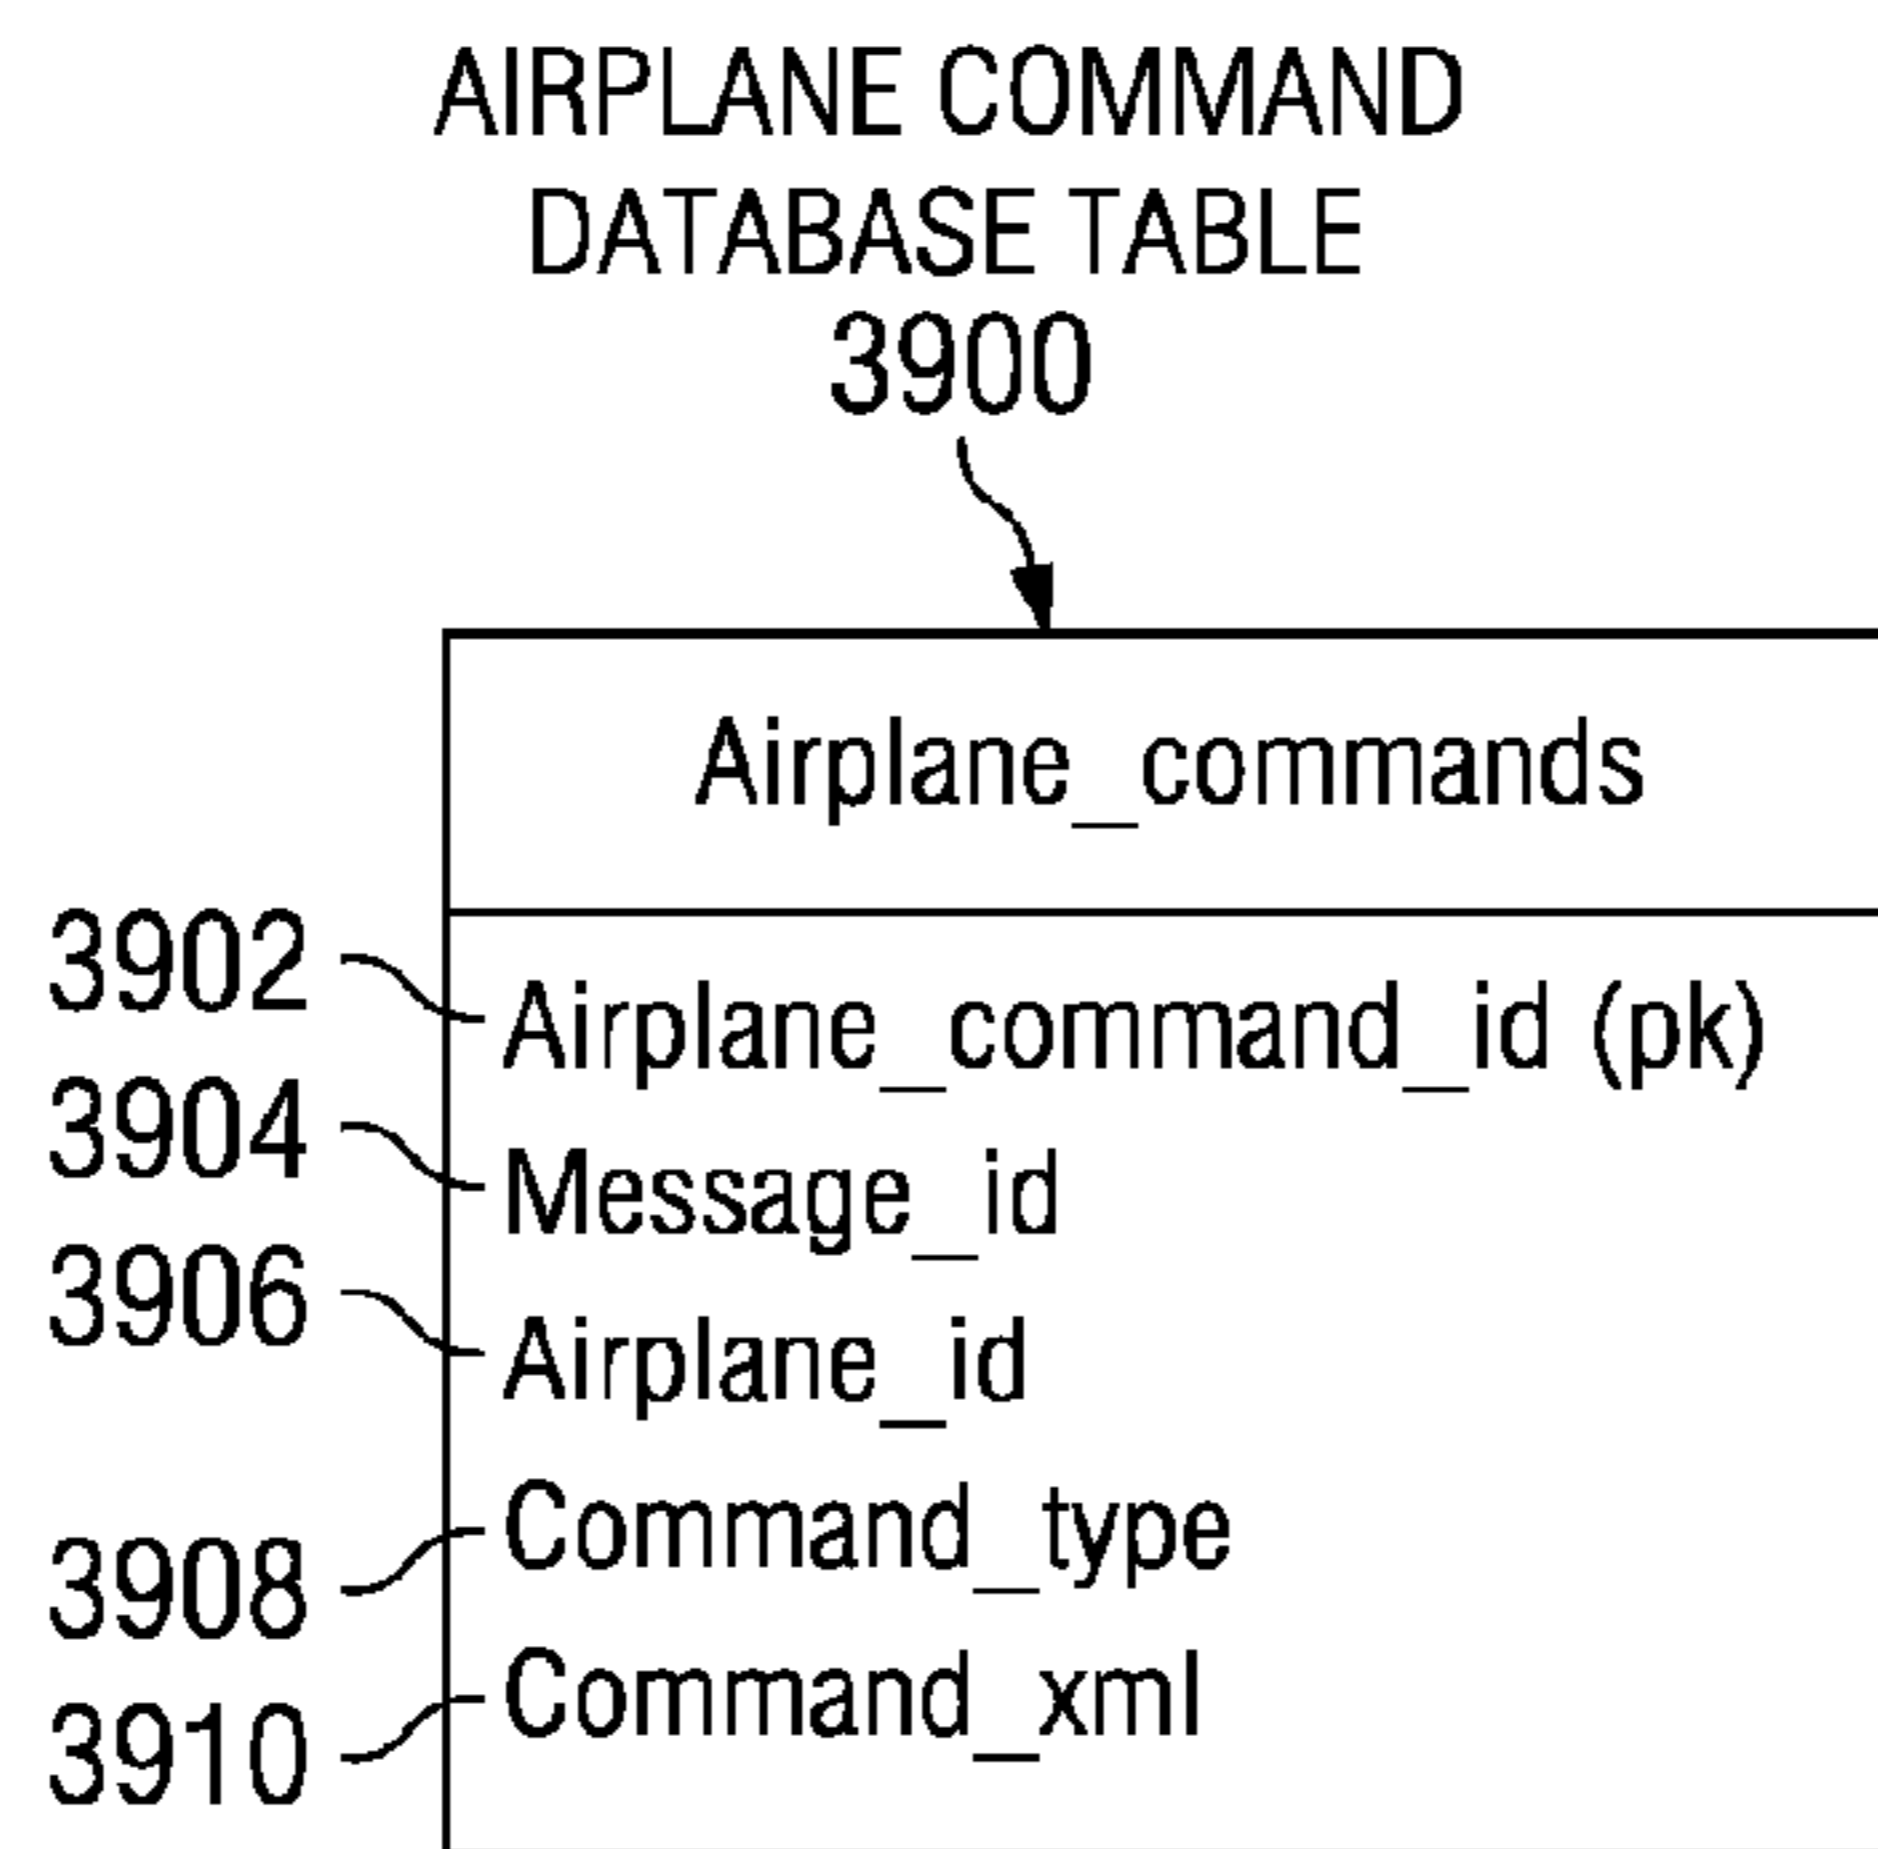 AIRPLANE COMMAND
DATABASE TABLE
3900
Airplane_commands
3902 Airplane_command_id (pk)
3904 Message_id
3906 Airplane_id
3908 Command_type
3910 Command_xml